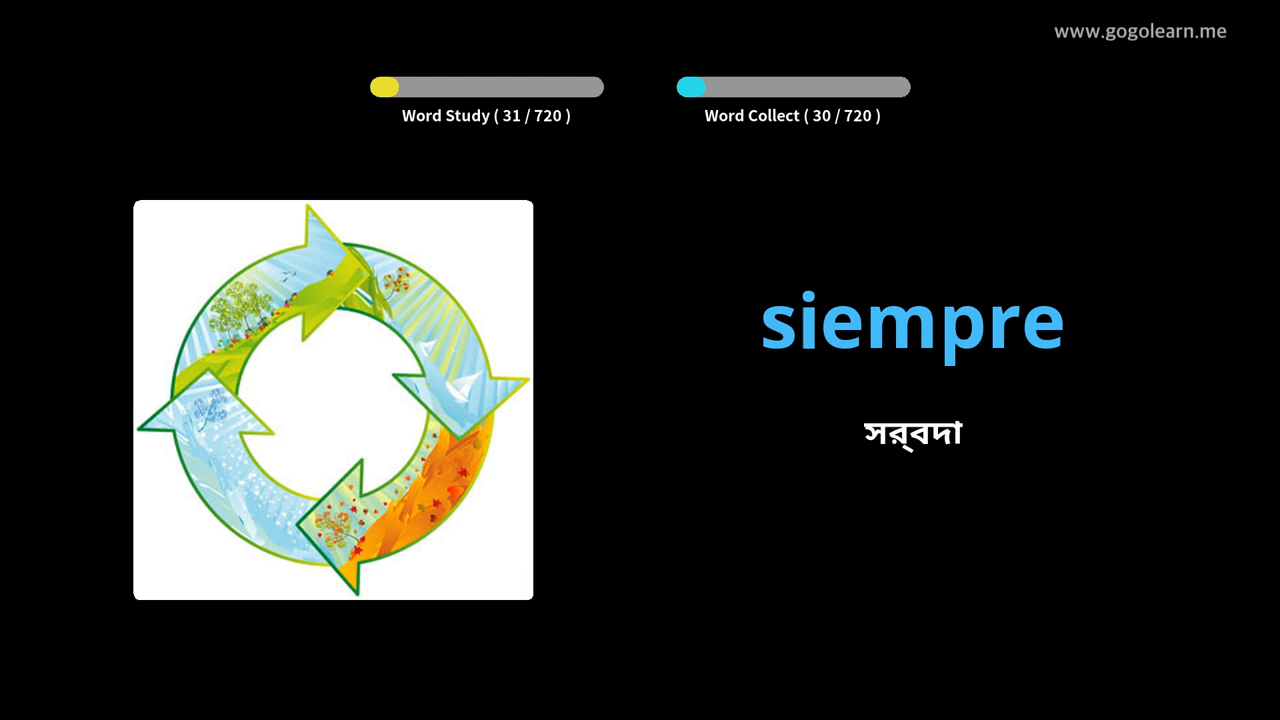 www.gogolearn.me
Word Study ( 31 / 720 )
Word Collect ( 30 / 720 )
siempre
সর্বদা